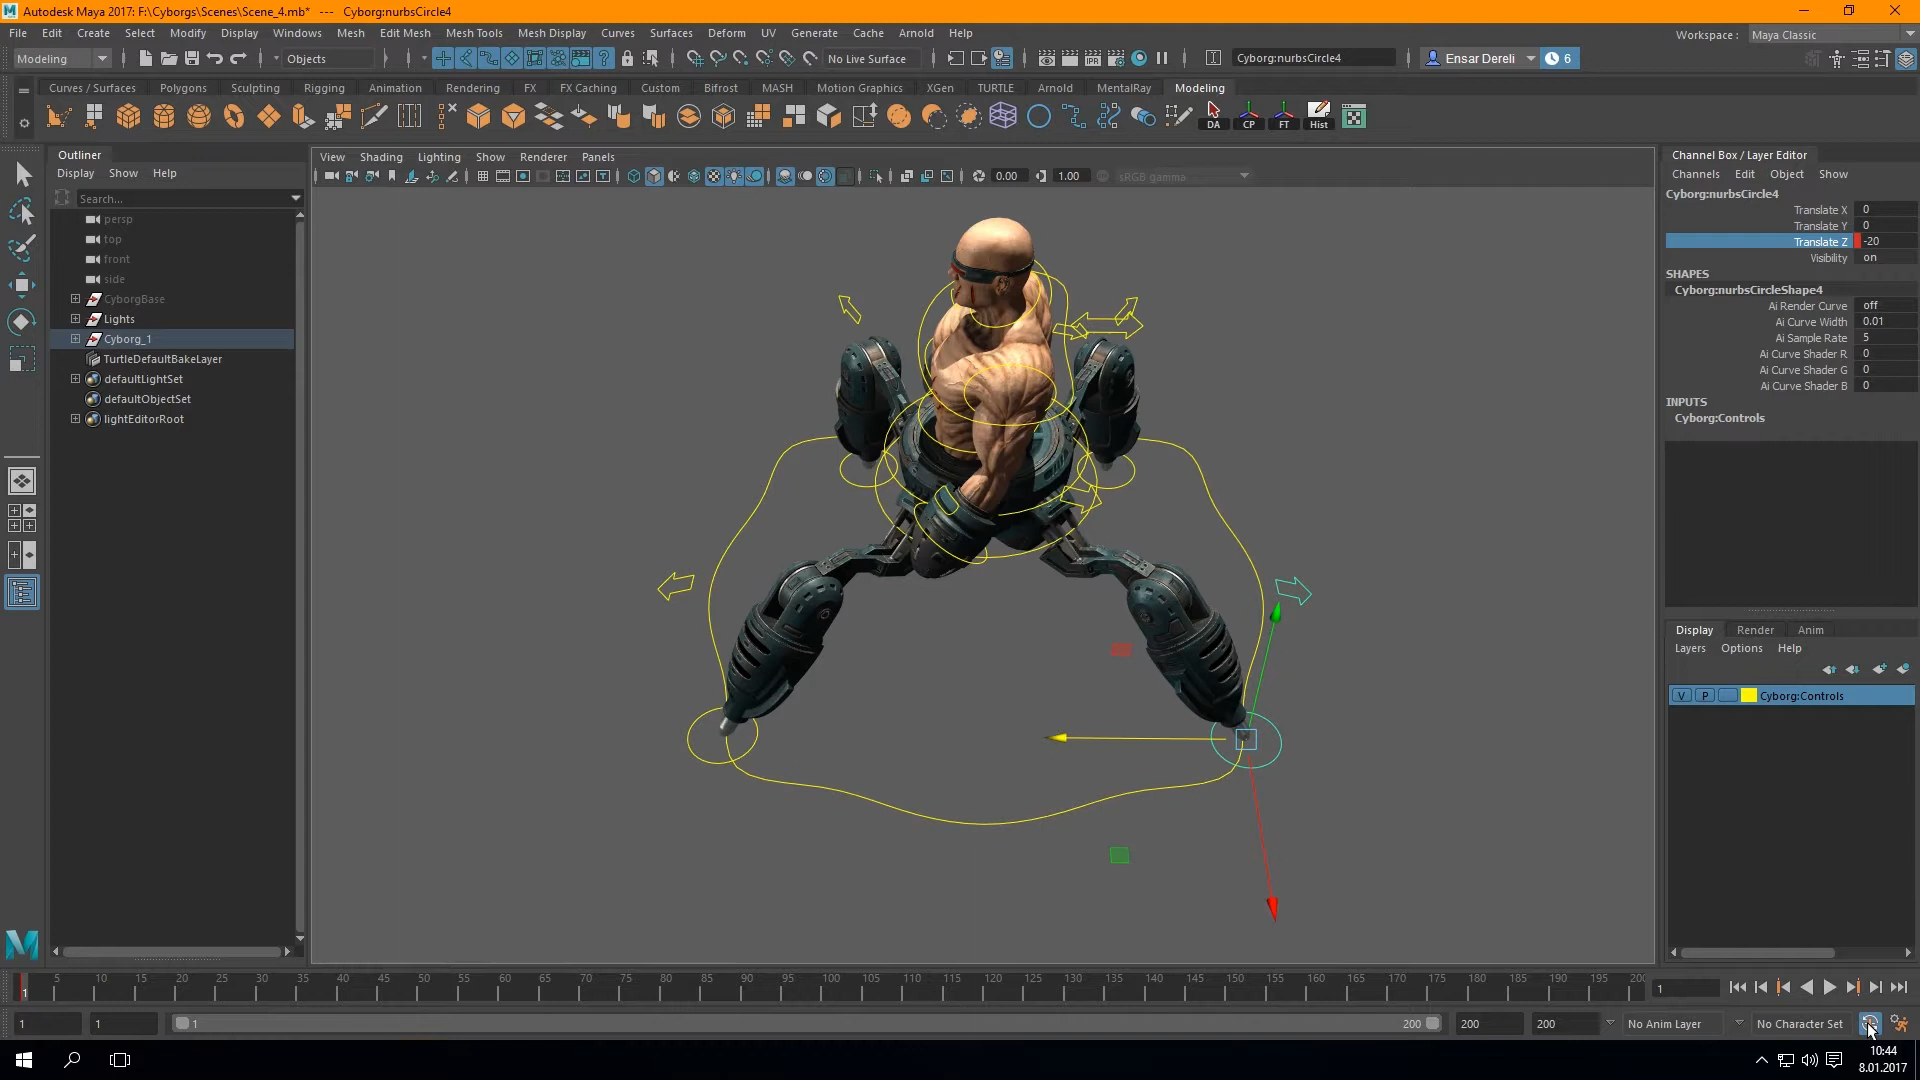 Autodesk Maya 2017: F:\Cyborgs\Scenes\Scene_4.mb* --- Cyborg:nurbsCircle4
File Edit Create Select Modify Display Windows Mesh Edit Mesh Mesh Tools Mesh Display Curves Surfaces Deform UV Generate Cache Arnold Help
Workspace : Maya Classic
Modeling Objects No Live Surface IPR Cyborg:nurbsCircle4 Ensar Dereli 6
Curves / Surfaces Polygons Sculpting Rigging Animation Rendering FX FX Caching Custom Bifrost MASH Motion Graphics XGen TURTLE Arnold MentalRay Modeling
DA CP FT Hist
Outliner
Display Show Help
Search...
persp
top
front
side
CyborgBase
Lights
Cyborg_1
TurtleDefaultBakeLayer
defaultLightSet
defaultObjectSet
lightEditorRoot
View Shading Lighting Show Renderer Panels
0.00 1.00 sRGB gamma
Channel Box / Layer Editor
Channels Edit Object Show
Cyborg:nurbsCircle4
Translate X 0
Translate Y 0
Translate Z -20
Visibility on
SHAPES
Cyborg:nurbsCircleShape4
Ai Render Curve off
Ai Curve Width 0.01
Ai Sample Rate 5
Ai Curve Shader R 0
Ai Curve Shader G 0
Ai Curve Shader B 0
INPUTS
Cyborg:Controls
Display Render Anim
Layers Options Help
V P Cyborg:Controls
5 10 15 20 25 30 35 40 45 50 55 60 65 70 75 80 85 90 95 100 105 110 115 120 125 130 135 140 145 150 155 160 165 170 175 180 185 190 195 200
1 1
1 1 1 200 200 200 No Anim Layer No Character Set
10:44
8.01.2017